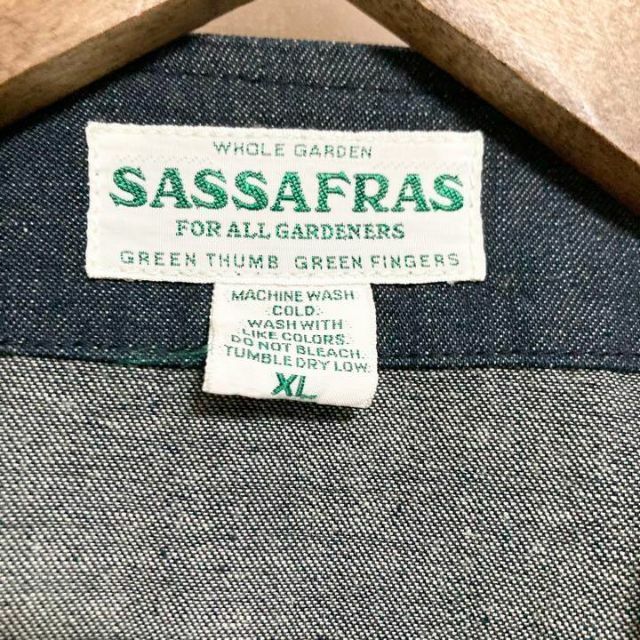 WHOLE GARDEN
SASSAFRAS
FOR ALL GARDENERS
GREEN THUMB GREEN FINGERS
MACHINE WASH
COLD.
WASH WITH
LIKE COLORS.
DO NOT BLEACH.
TUMBLE DRY LOW.
XL